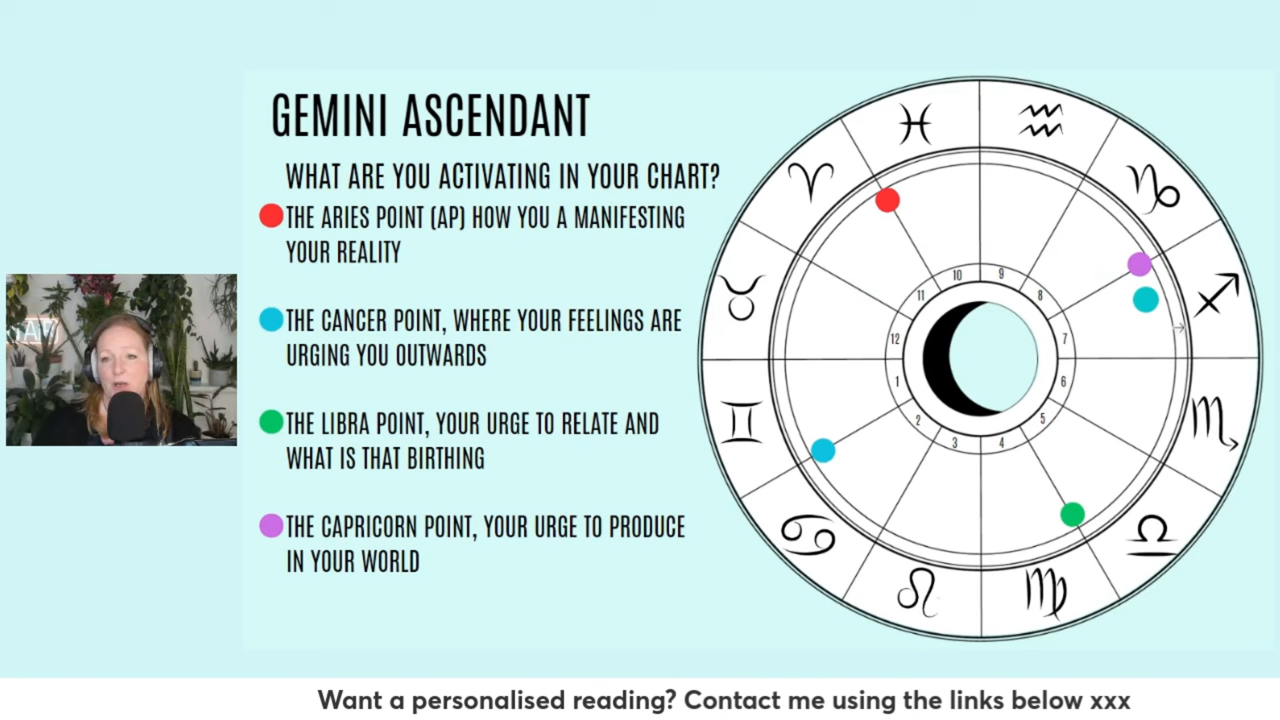 GEMINI ASCENDANT
WHAT ARE YOU ACTIVATING IN YOUR CHART?
THE ARIES POINT (AP) HOW YOU A MANIFESTING
YOUR REALITY
THE CANCER POINT, WHERE YOUR FEELINGS ARE
URGING YOU OUTWARDS
THE LIBRA POINT, YOUR URGE TO RELATE AND
WHAT IS THAT BIRTHING
THE CAPRICORN POINT, YOUR URGE TO PRODUCE
IN YOUR WORLD
♓ ♒
♈ ♑
♉ ♐
♊ ♏
♋ ♎
♌ ♍
10 9
11 8
12 7
1 6
2 5
3 4
Want a personalised reading? Contact me using the links below xxx